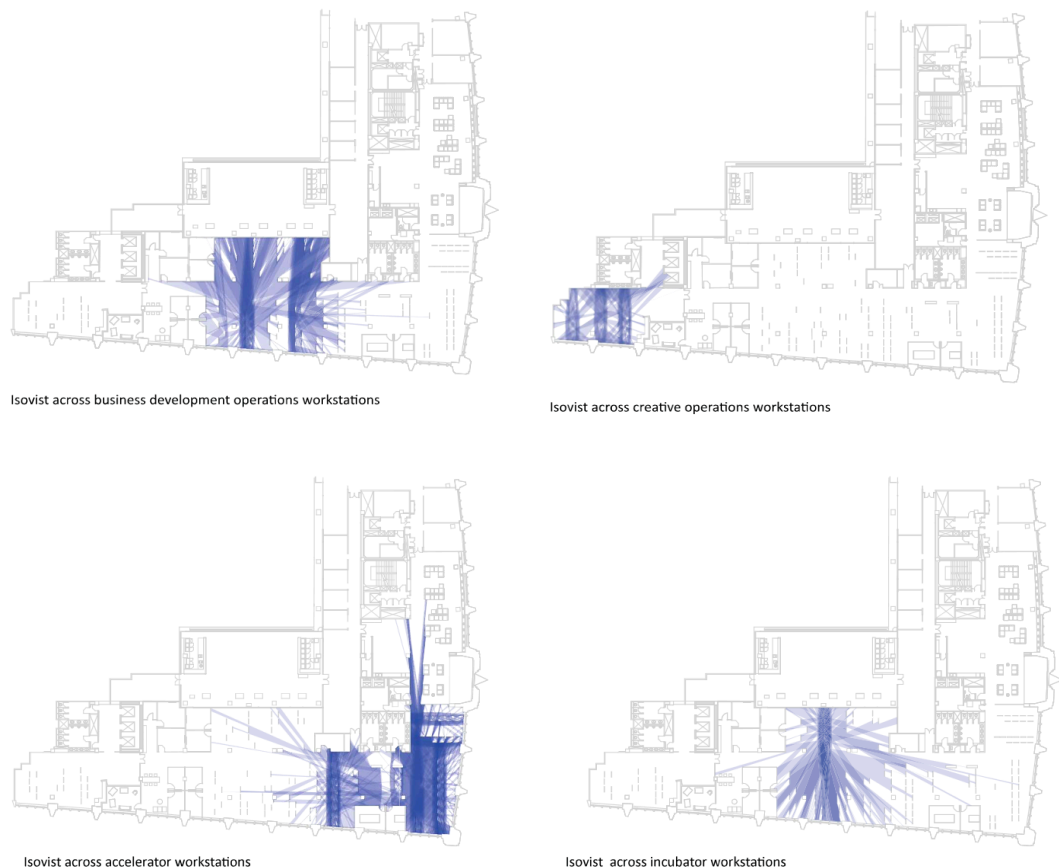 Isovist across business development operations workstations
Isovist across creative operations workstations
Isovist across accelerator workstations
Isovist across incubator workstations